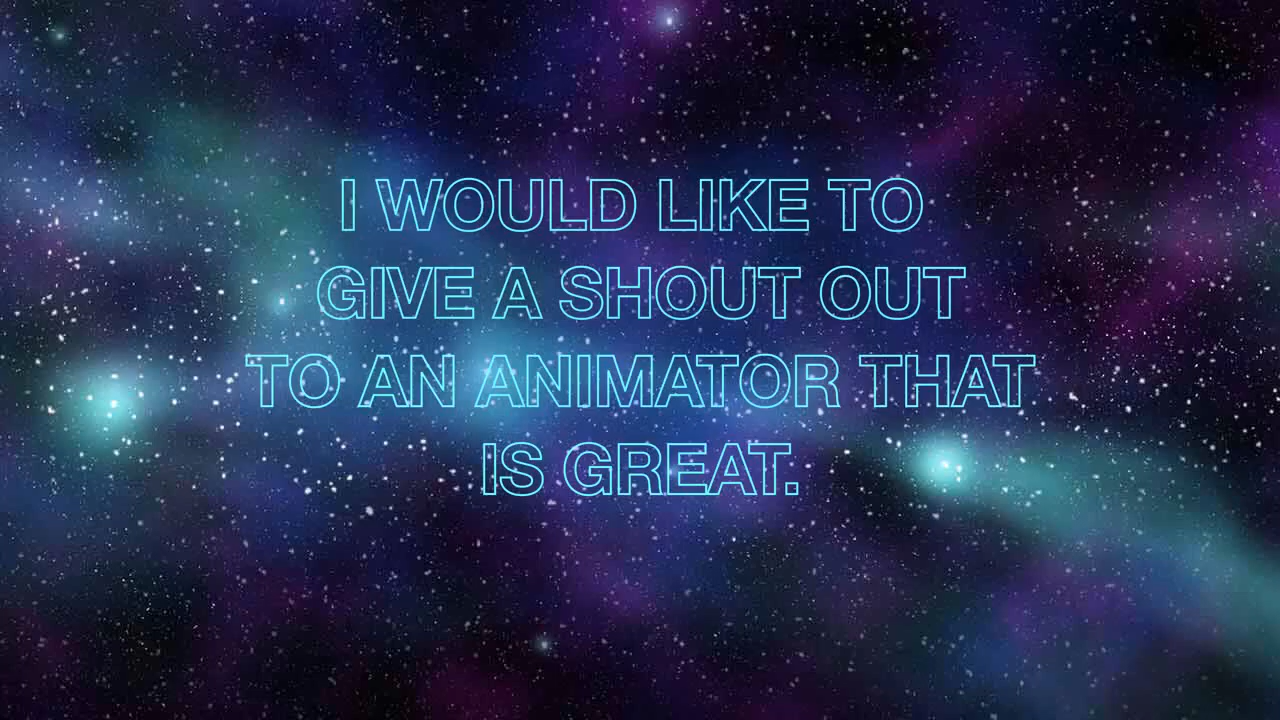 I WOULD LIKE TO
GIVE A SHOUT OUT
TO AN ANIMATOR THAT
IS GREAT.